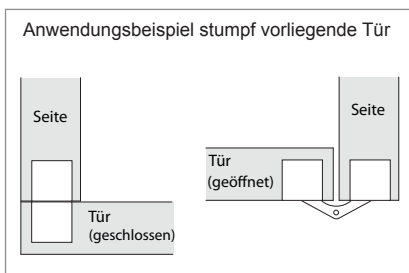 Anwendungsbeispiel stumpf vorliegende Tür
Seite
Tür
(geschlossen)
Seite
Tür
(geöffnet)